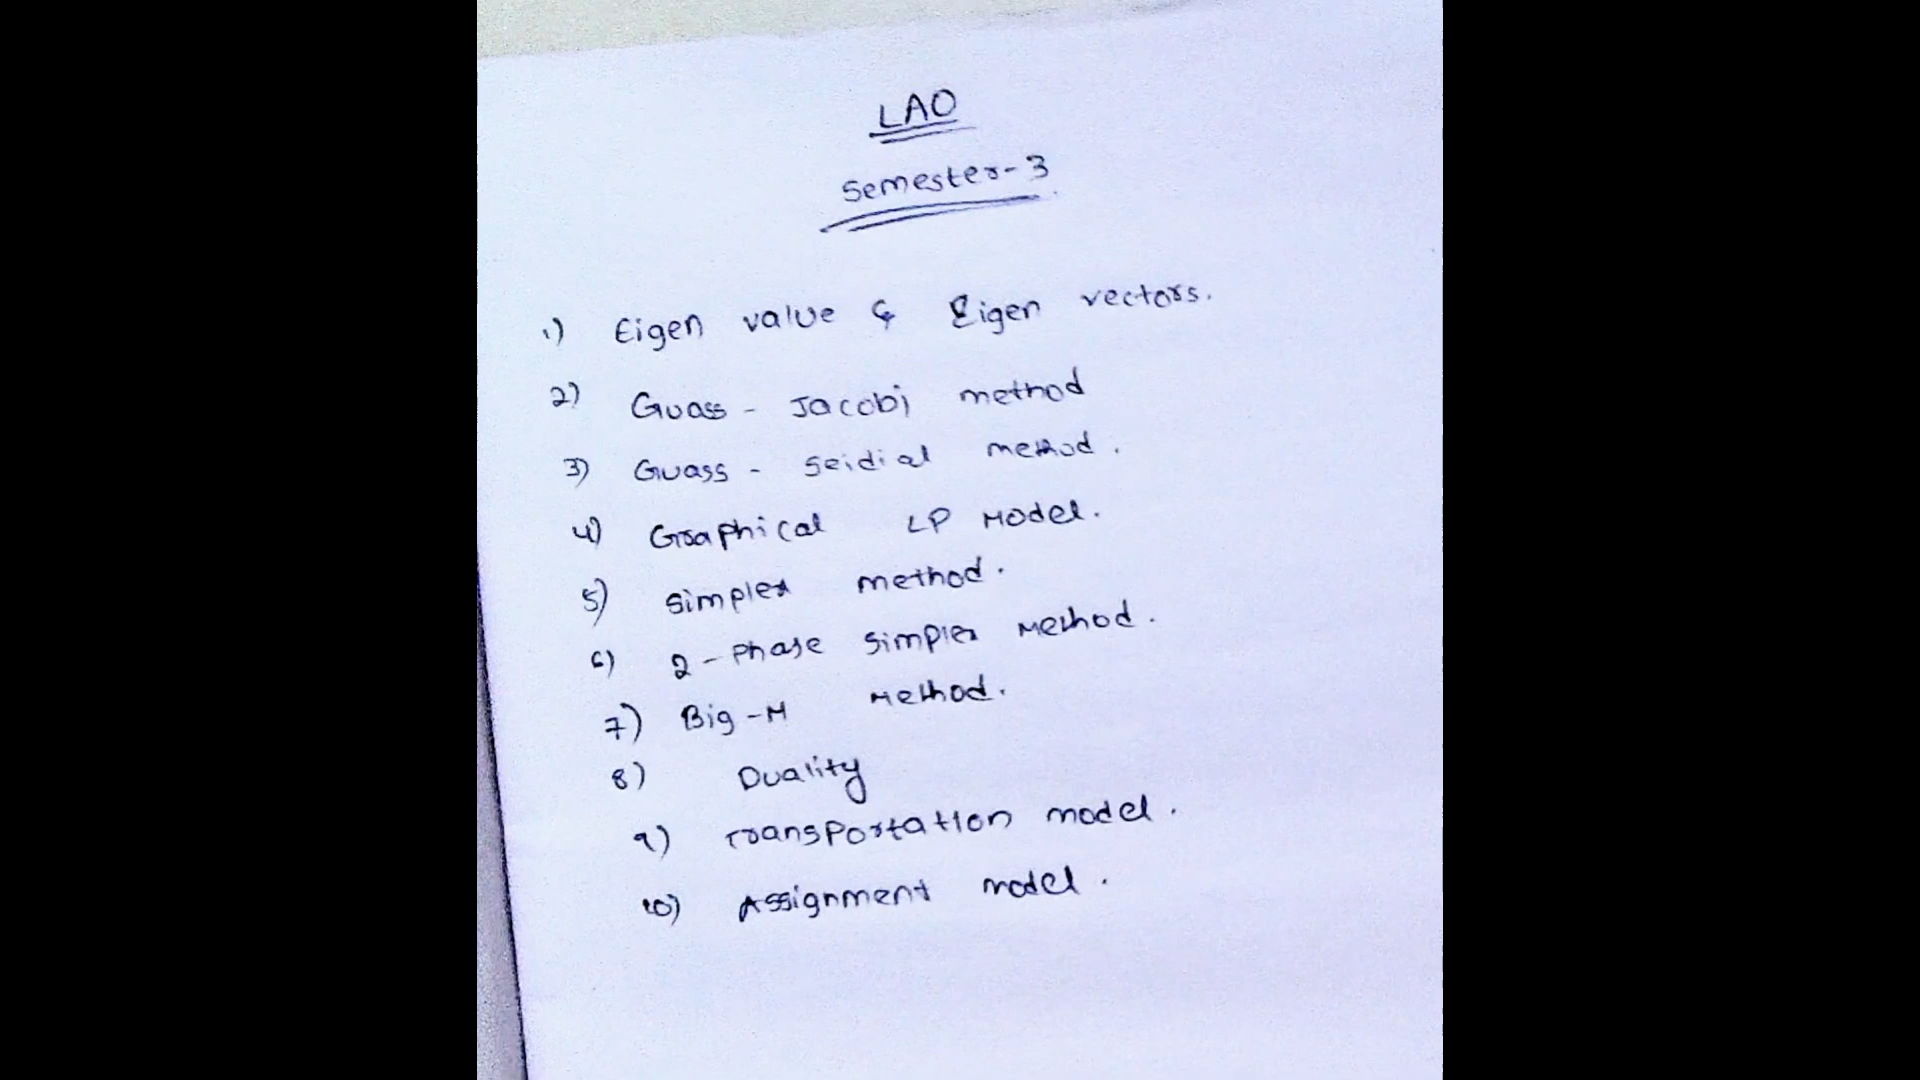 LAO
Semester-3
1) Eigen value & Eigen vectors.
2) Guass - Jacobi method
3) Guass - seidial method.
4) Graphical LP Model.
5) simplex method.
6) 2-Phase simplex Method.
7) Big-M Method.
8) Duality
9) Transportation model.
10) Assignment model.